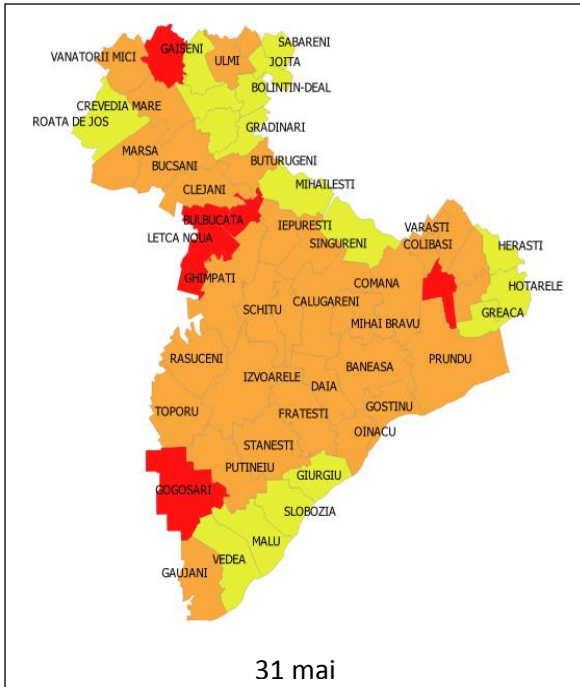 SABARENI
GAISENI
ULMI
VANATORII MICI
JOITA
BOLINTIN-DEAL
CREVEDIA MARE
ROATA DE JOS
GRADINARI
MARSA
BUTURUGENI
BUCSANI
MIHAILESTI
CLEJANI
BULBUCATA
IEPURESTI
VARASTI
LETCA NOUA
SINGURENI
COLIBASI
HERASTI
GHIMPATI
COMANA
HOTARELE
CALUGARENI
SCHITU
GREACA
MIHAI BRAVU
RASUCENI
BANEASA
PRUNDU
IZVOARELE
DAIA
TOPORU
FRATESTI
GOSTINU
OINACU
STANESTI
PUTINEIU
GIURGIU
GOGOSARI
SLOBOZIA
MALU
VEDEA
GAUJANI
31 mai